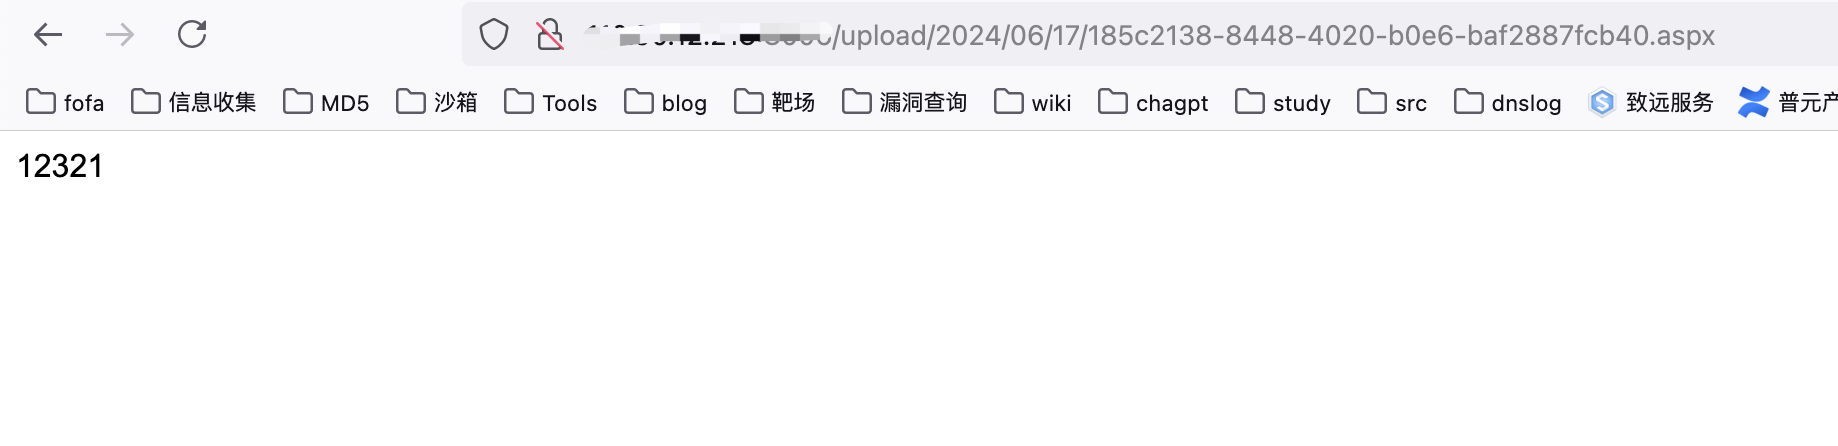 /upload/2024/06/17/185c2138-8448-4020-b0e6-baf2887fcb40.aspx
fofa 信息收集 MD5 沙箱 Tools blog 靶场 漏洞查询 wiki chagpt study src dnslog 致远服务 普元产
12321